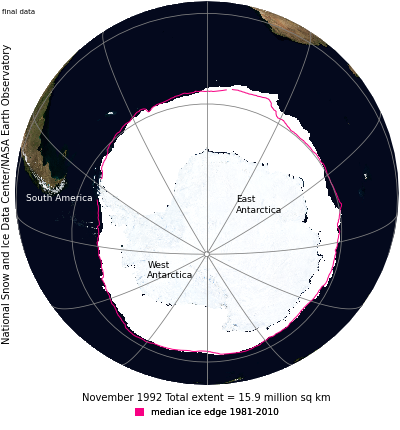 final data
National Snow and Ice Data Center/NASA Earth Observatory
South America
East
Antarctica
West
Antarctica
November 1992 Total extent = 15.9 million sq km
median ice edge 1981-2010